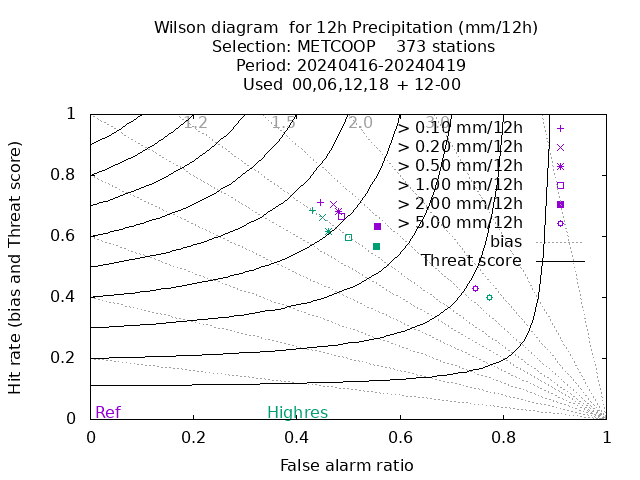 Wilson diagram for 12h Precipitation (mm/12h)
Selection: METCOOP 373 stations
Period: 20240416-20240419
Used 00,06,12,18 + 12-00
1.2 1.5 2.0 3.0
> 0.10 mm/12h
> 0.20 mm/12h
> 0.50 mm/12h
> 1.00 mm/12h
> 2.00 mm/12h
> 5.00 mm/12h
bias
Threat score
Hit rate (bias and Threat score)
1
0.8
0.6
0.4
0.2
0
Ref Highres
0 0.2 0.4 0.6 0.8 1
False alarm ratio